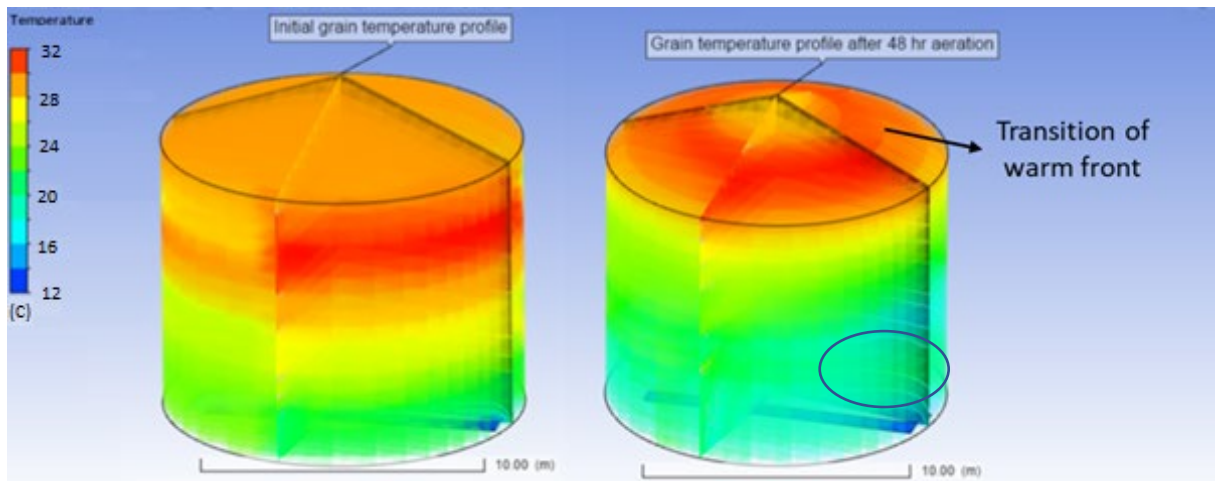 Temperature
32
28
24
20
16
12
(C)
Initial grain temperature profile
10.00 (m)
Grain temperature profile after 48 hr aeration
Transition of
warm front
10.00 (m)